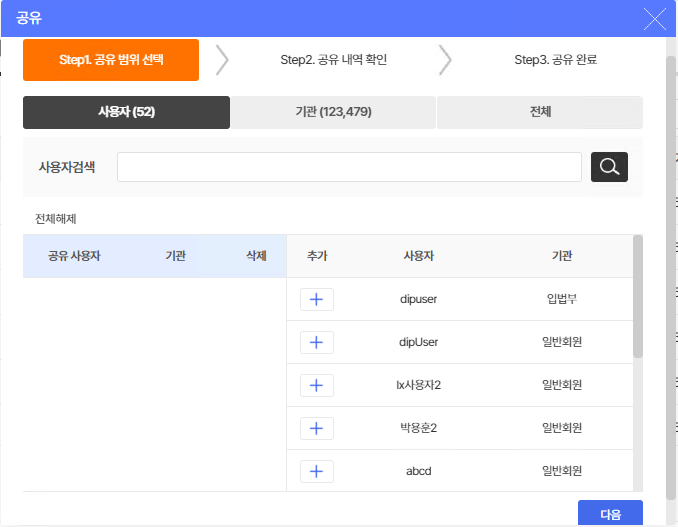 공유
Step1. 공유 범위 선택
Step2. 공유 내역 확인
Step3. 공유 완료
사용자 (52)
기관 (123,479)
전체
사용자검색
전체해제
공유 사용자 기관 삭제 추가 사용자 기관
dipuser 입법부
dipUser 일반회원
lx사용자2 일반회원
박용훈2 일반회원
abcd 일반회원
다음